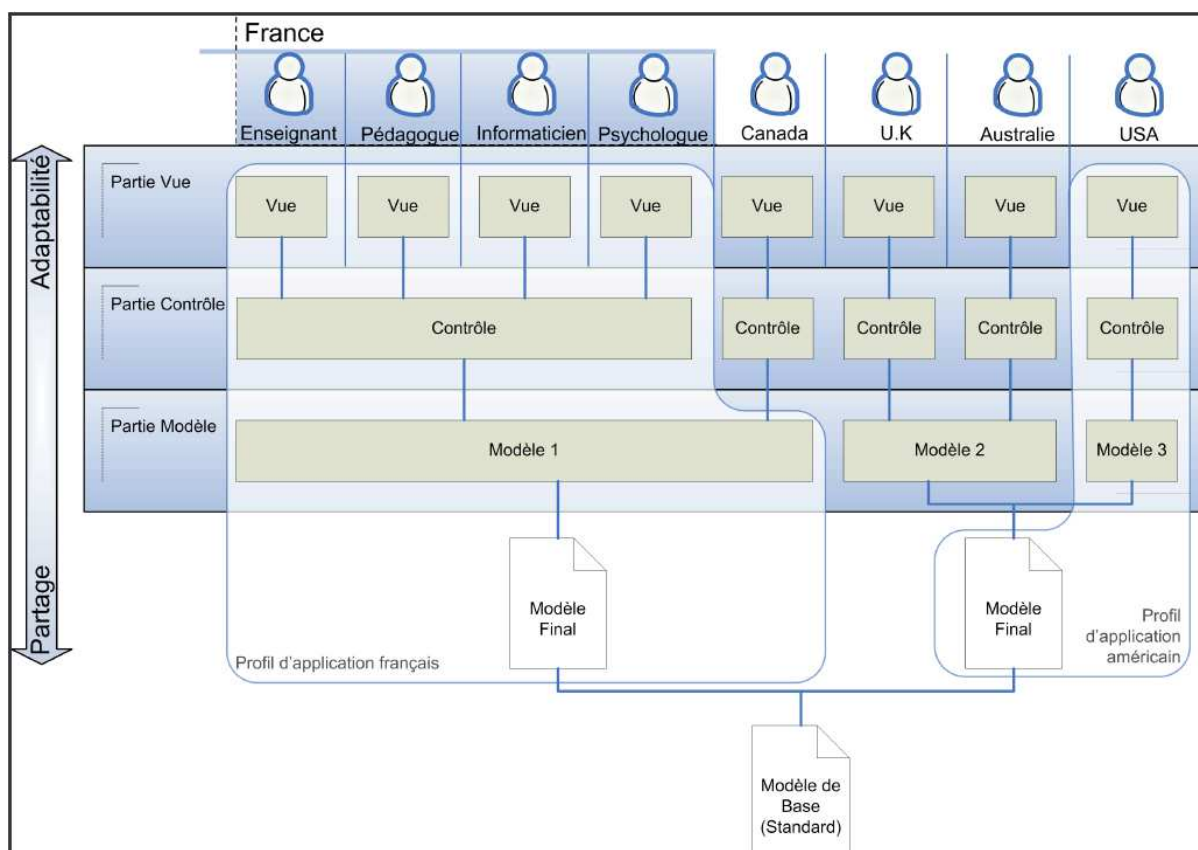 France
Enseignant
Pédagogue
Informaticien
Psychologue
Canada
U.K
Australie
USA
Adaptabilité
Partage
Partie Vue
Vue
Vue
Vue
Vue
Vue
Vue
Vue
Vue
Partie Contrôle
Contrôle
Contrôle
Contrôle
Contrôle
Contrôle
Partie Modèle
Modèle 1
Modèle 2
Modèle 3
Modèle
Final
Modèle
Final
Profil d'application français
Profil
d'application
américain
Modèle de
Base
(Standard)